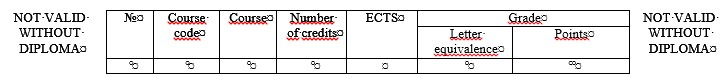 NOT VALID WITHOUT DIPLOMA
№
Course code
Course
Number of credits
ECTS
Grade
Letter equivalence
Points
NOT VALID WITHOUT DIPLOMA